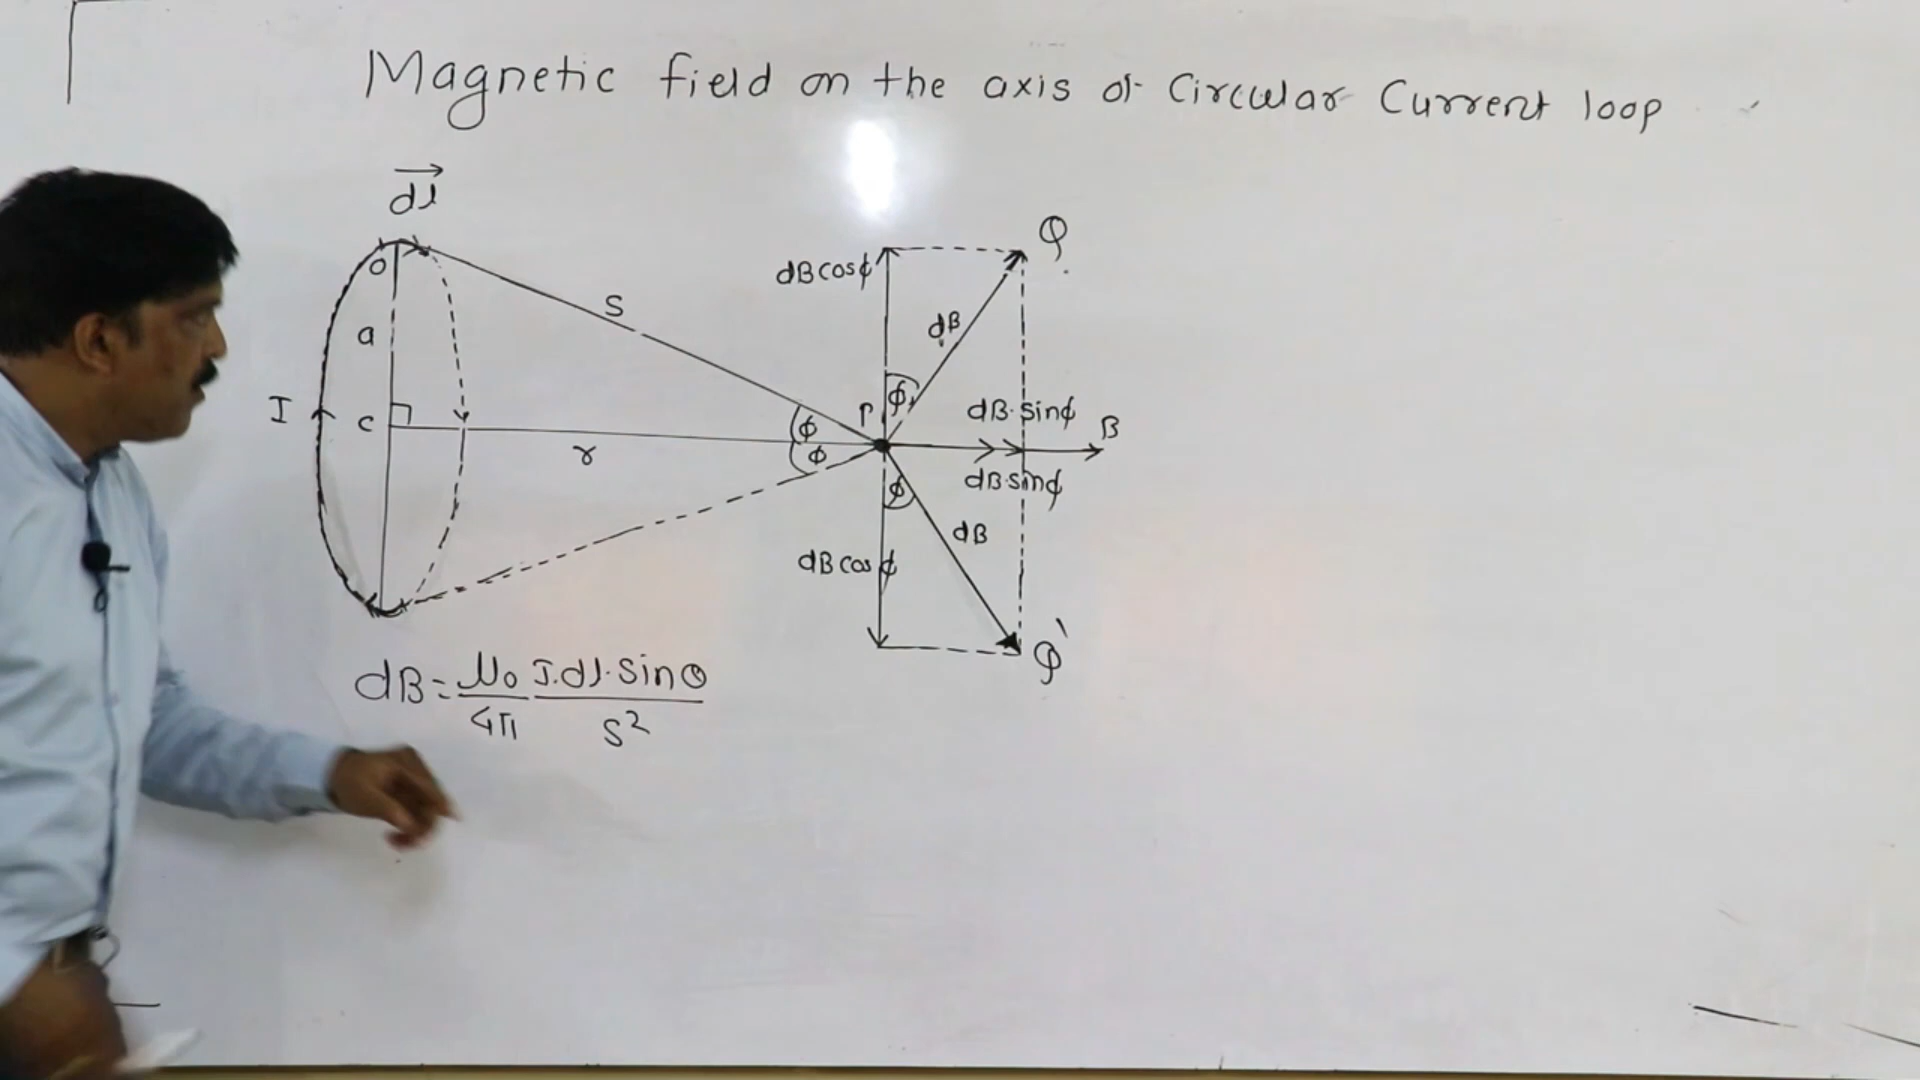 Magnetic field on the axis of Circular Current loop
→
dl
Q
O
dB cosϕ
S
dB
a
ϕ
P
dB·sinϕ
I
C
ϕ
B
r
ϕ
dB·sinϕ
ϕ
dB
dB cosϕ
Q'
dB = μ₀/4π I·dl·sinθ/s²